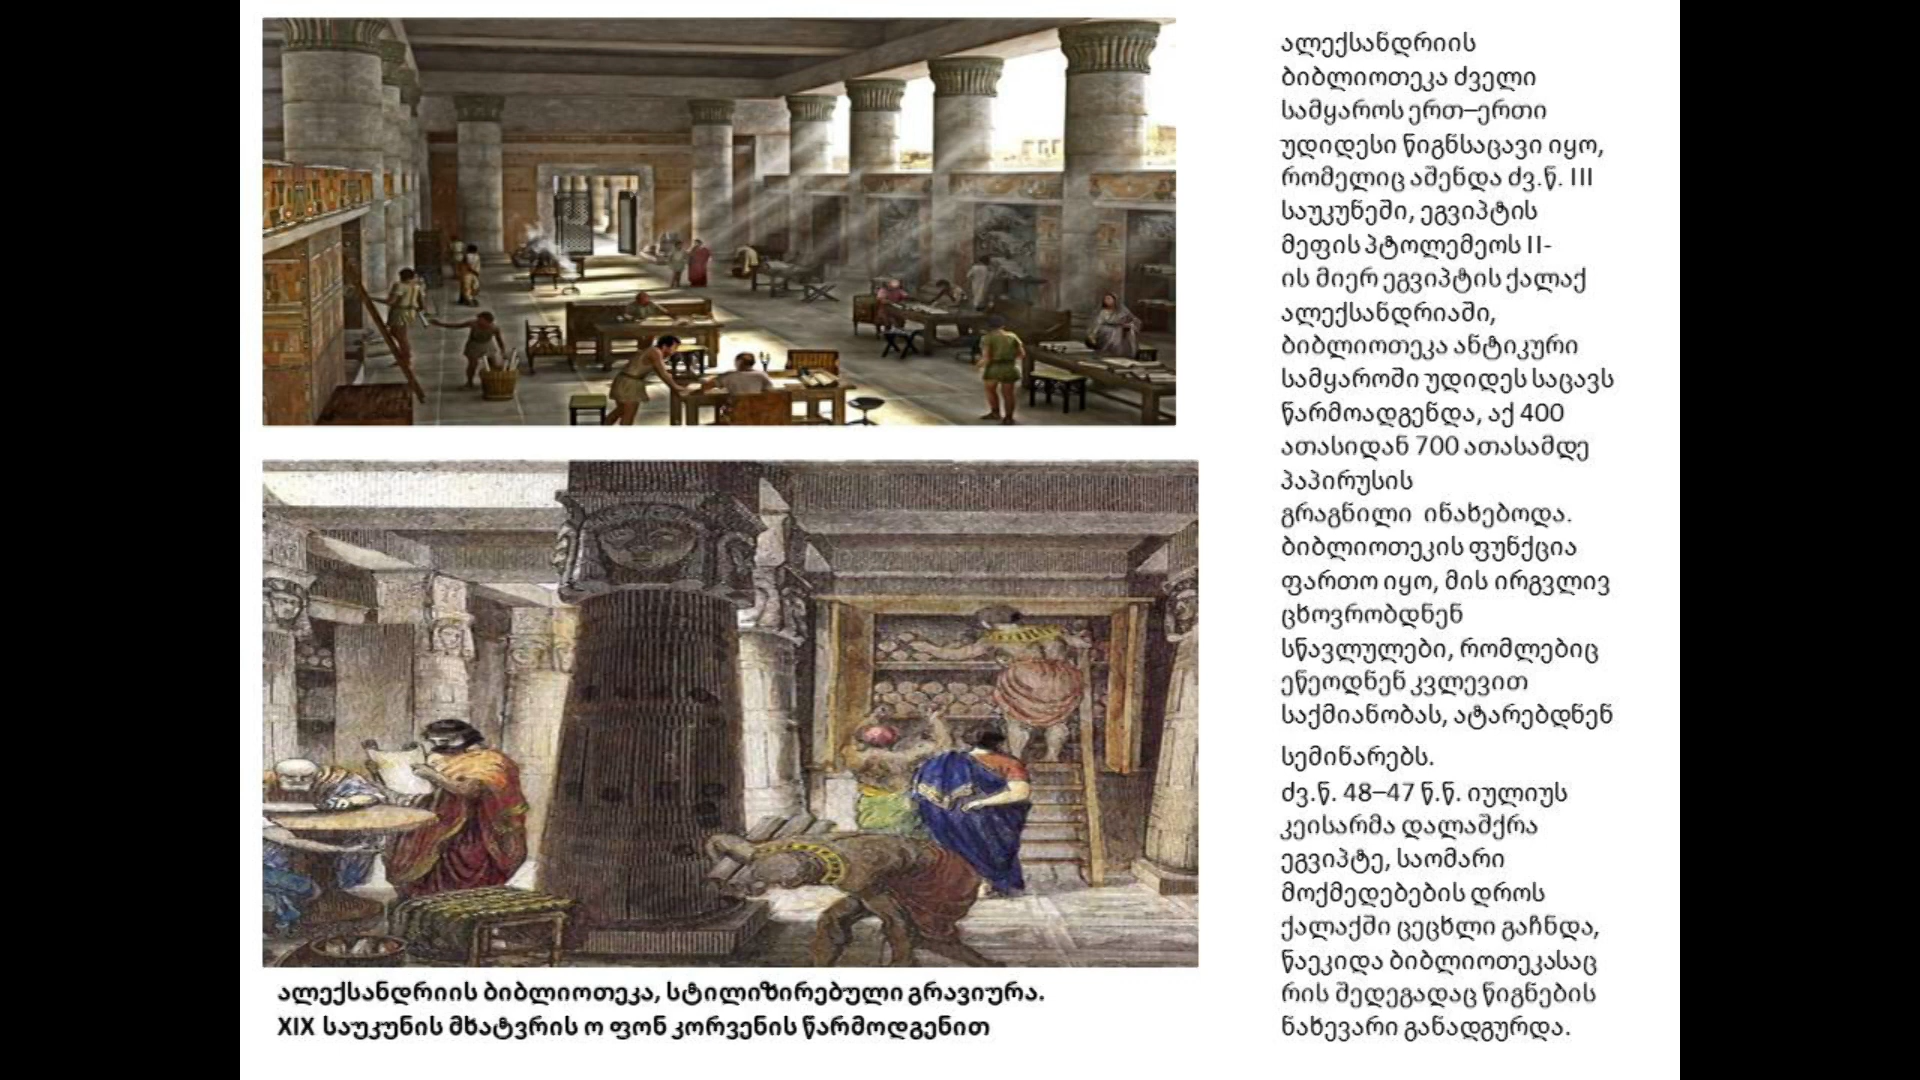 ალექსანდრიის
ბიბლიოთეკა ძველი
სამყაროს ერთ–ერთი
უდიდესი წიგნსაცავი იყო,
რომელიც აშენდა ძვ.წ. III
საუკუნეში, ეგვიპტის
მეფის პტოლემეოს II-
ის მიერ ეგვიპტის ქალაქ
ალექსანდრიაში,
ბიბლიოთეკა ანტიკური
სამყაროში უდიდეს საცავს
წარმოადგენდა, აქ 400
ათასიდან 700 ათასამდე
პაპირუსის
გრაგნილი ინახებოდა.
ბიბლიოთეკის ფუნქცია
ფართო იყო, მის ირგვლივ
ცხოვრობდნენ
სწავლულები, რომლებიც
ეწეოდნენ კვლევით
საქმიანობას, ატარებდნენ
სემინარებს.
ძვ.წ. 48–47 წ.წ. იულიუს
კეისარმა დალაშქრა
ეგვიპტე, საომარი
მოქმედებების დროს
ქალაქში ცეცხლი გაჩნდა,
წაეკიდა ბიბლიოთეკასაც
რის შედეგადაც წიგნების
ნახევარი განადგურდა.
ალექსანდრიის ბიბლიოთეკა, სტილიზირებული გრავიურა.
XIX საუკუნის მხატვრის ო ფონ კორვენის წარმოდგენით